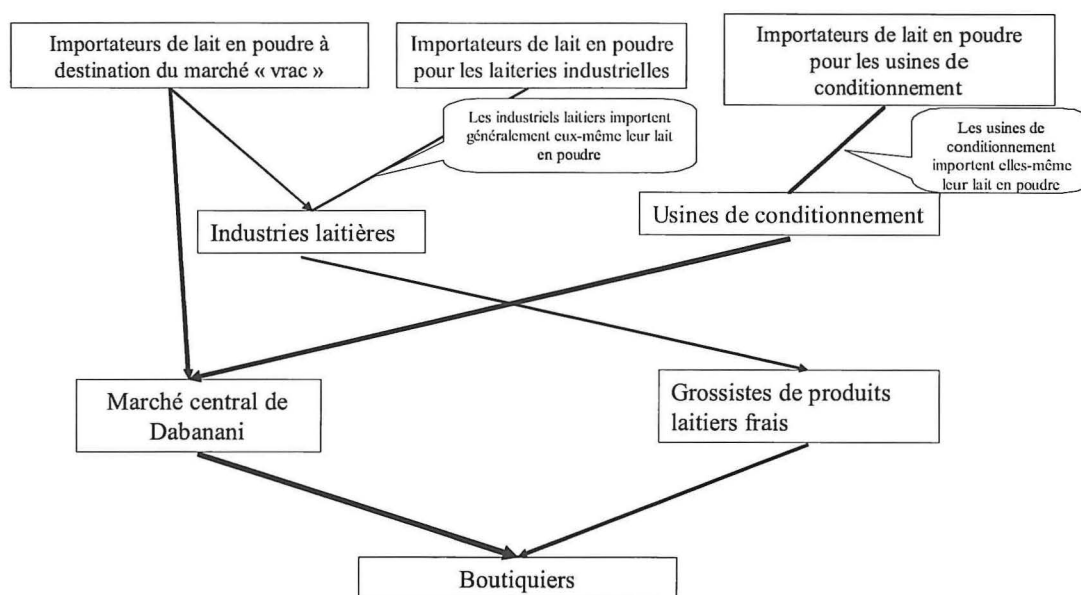 Importateurs de lait en poudre à
destination du marché « vrac »
Importateurs de lait en poudre
pour les laiteries industrielles
Importateurs de lait en poudre
pour les usines de
conditionnement
Les industriels laitiers importent
généralement eux-même leur lait
en poudre
Les usines de
conditionnement
importent elles-même
leur lait en poudre
Industries laitières
Usines de conditionnement
Marché central de
Dabanani
Grossistes de produits
laitiers frais
Boutiquiers